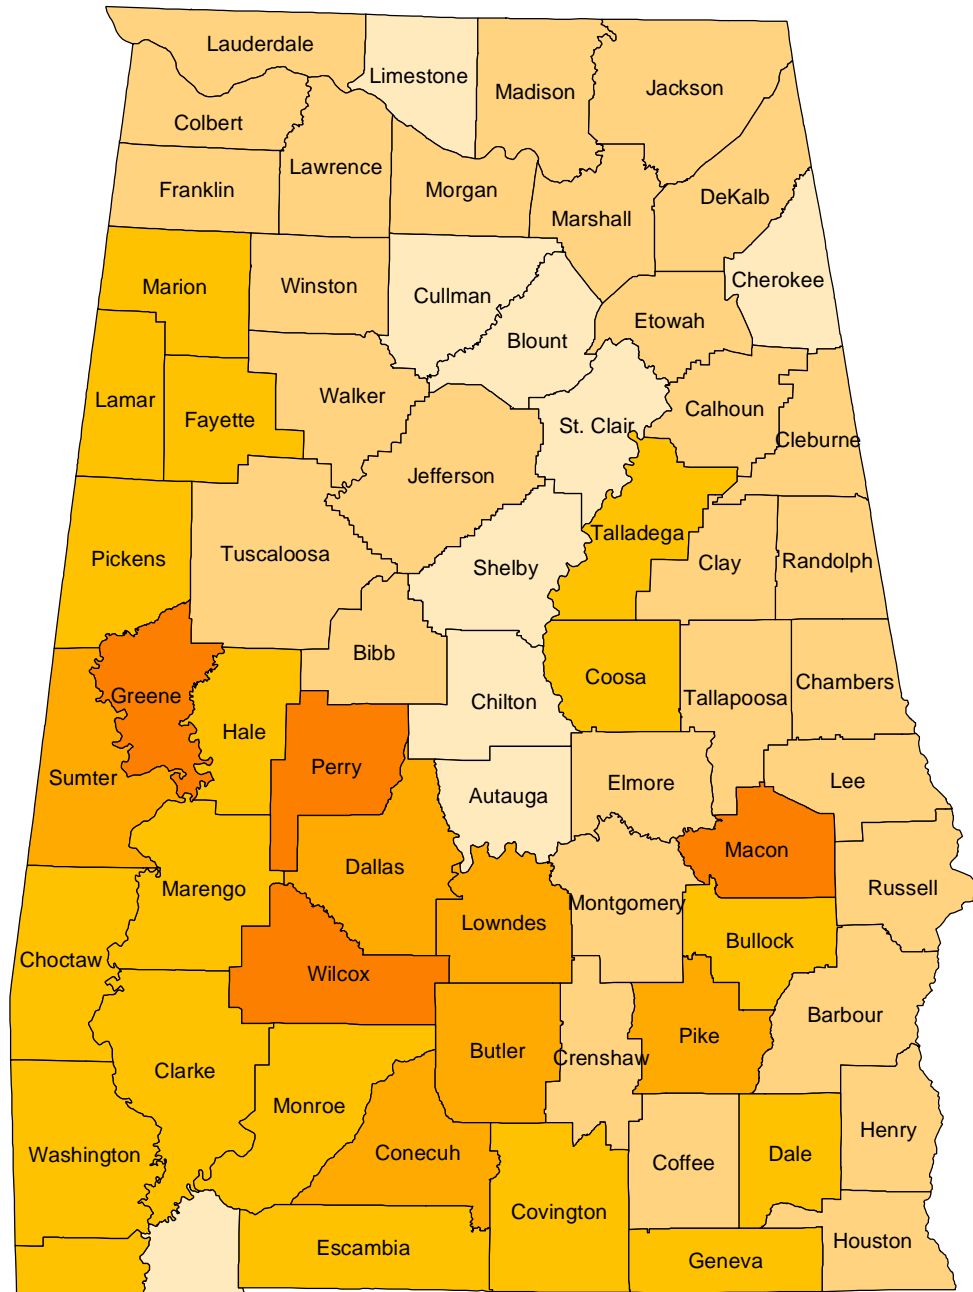 Lauderdale
Limestone
Madison
Jackson
Colbert
Lawrence
Franklin
Morgan
DeKalb
Marshall
Marion
Winston
Cullman
Cherokee
Blount
Etowah
Lamar
Walker
Fayette
St. Clair
Calhoun
Cleburne
Jefferson
Talladega
Pickens
Tuscaloosa
Shelby
Clay
Randolph
Bibb
Coosa
Greene
Chilton
Tallapoosa
Chambers
Hale
Sumter
Perry
Autauga
Elmore
Lee
Macon
Marengo
Dallas
Russell
Montgomery
Lowndes
Bullock
Choctaw
Wilcox
Barbour
Pike
Butler
Crenshaw
Clarke
Monroe
Henry
Washington
Conecuh
Coffee
Dale
Covington
Escambia
Houston
Geneva